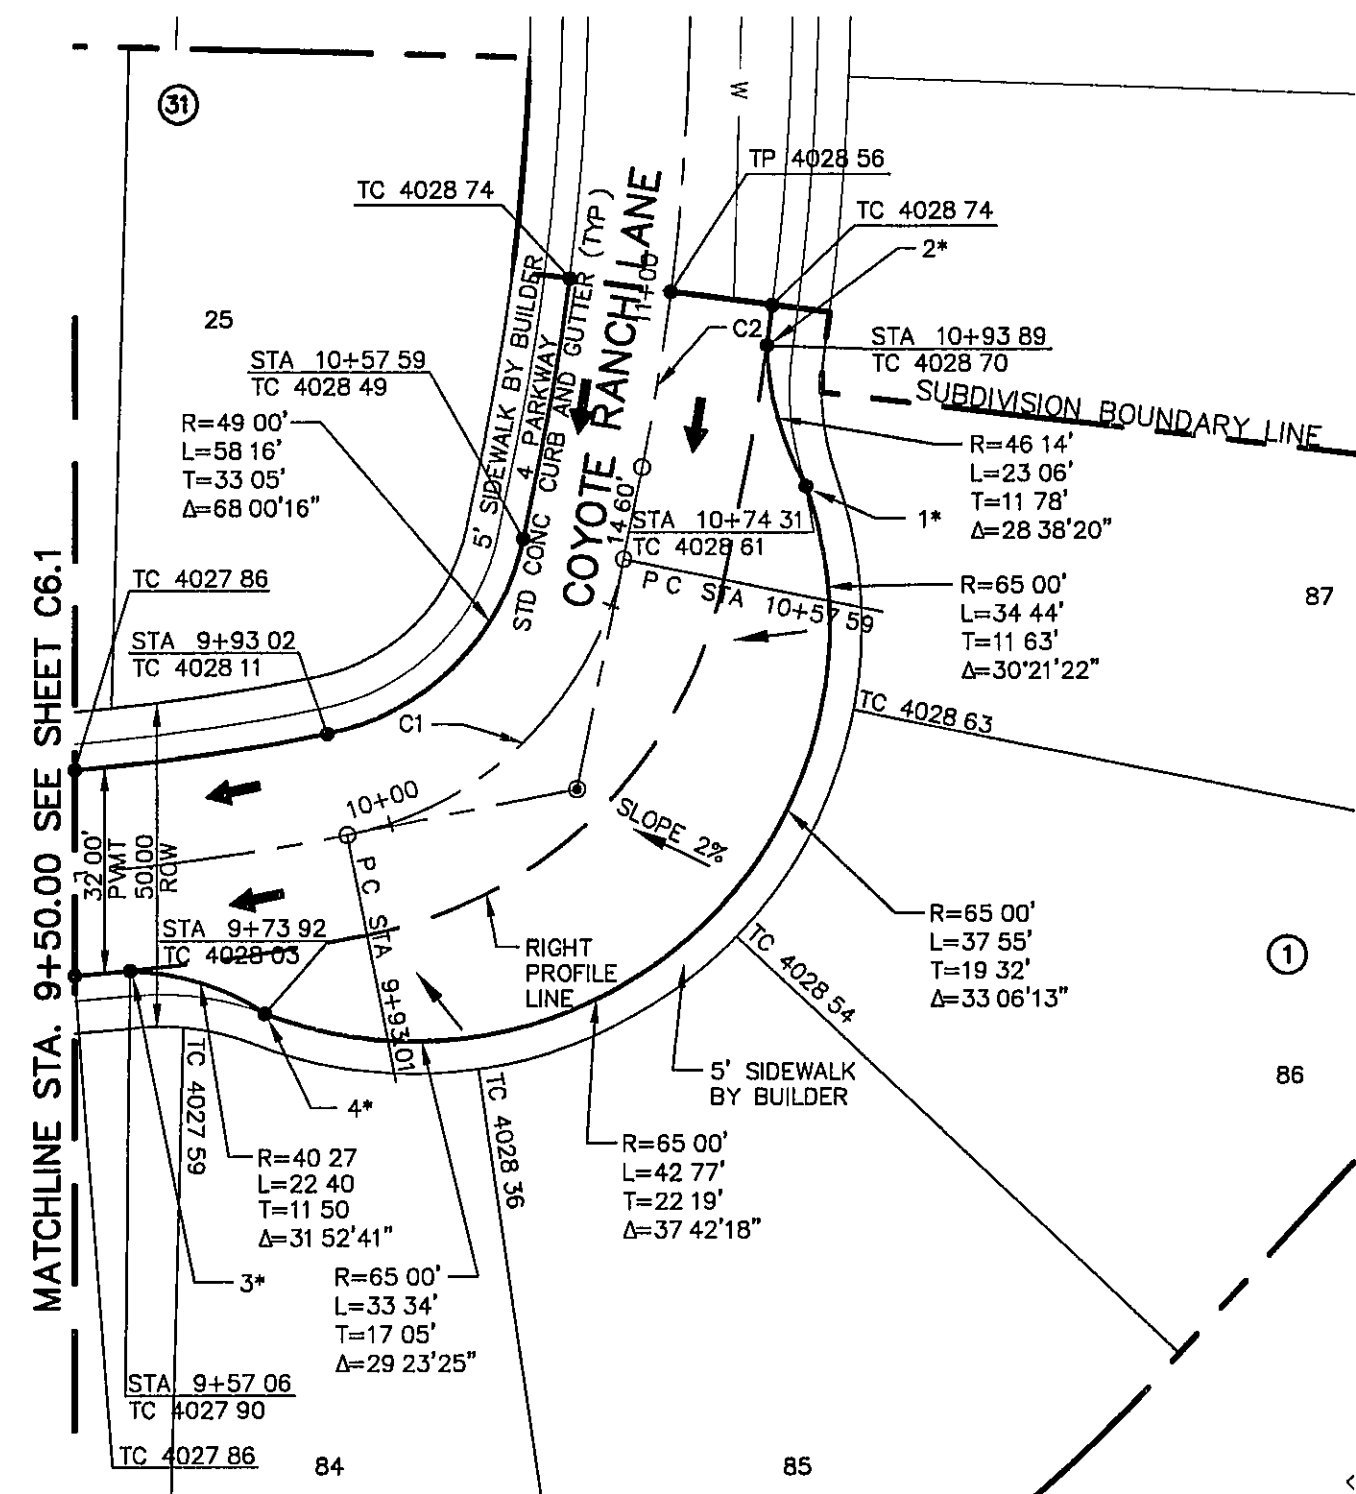 31
W
TP 4028 56
TC 4028 74
TC 4028 74
2*
25
STA 10+57 59
TC 4028 49
R=49 00'
L=58 16'
T=33 05'
Δ=68 00'16"
5' SIDEWALK BY BUILDER
4 PARKWAY
STD CONC CURB AND GUTTER (TYP)
COYOTE RANCH LANE
11+00
C2
STA 10+93 89
TC 4028 70
SUBDIVISION BOUNDARY LINE
R=46 14'
L=23 06'
T=11 78'
Δ=28 38'20"
1*
14 60'
STA 10+74 31
TC 4028 61
P C STA 10+57 59
R=65 00'
L=34 44'
T=11 63'
Δ=30°21'22"
87
TC 4027 86
STA 9+93 02
TC 4028 11
TC 4028 63
C1
10+00
SLOPE 2%
MATCHLINE STA. 9+50.00 SEE SHEET C6.1
32 00'
PVMT
50.00
ROW
P C STA 9+93.01
STA 9+73 92
TC 4028 03
RIGHT
PROFILE
LINE
R=65 00'
L=37 55'
T=19 32'
Δ=33 06'13"
1
TC 4028 54
5' SIDEWALK
BY BUILDER
86
TC 4027 59
4*
TC 4028 36
R=40 27
L=22 40
T=11 50
Δ=31 52'41"
R=65 00'
L=42 77'
T=22 19'
Δ=37 42'18"
3*
R=65 00'
L=33 34'
T=17 05'
Δ=29 23'25"
STA 9+57 06
TC 4027 90
TC 4027 86
84
85